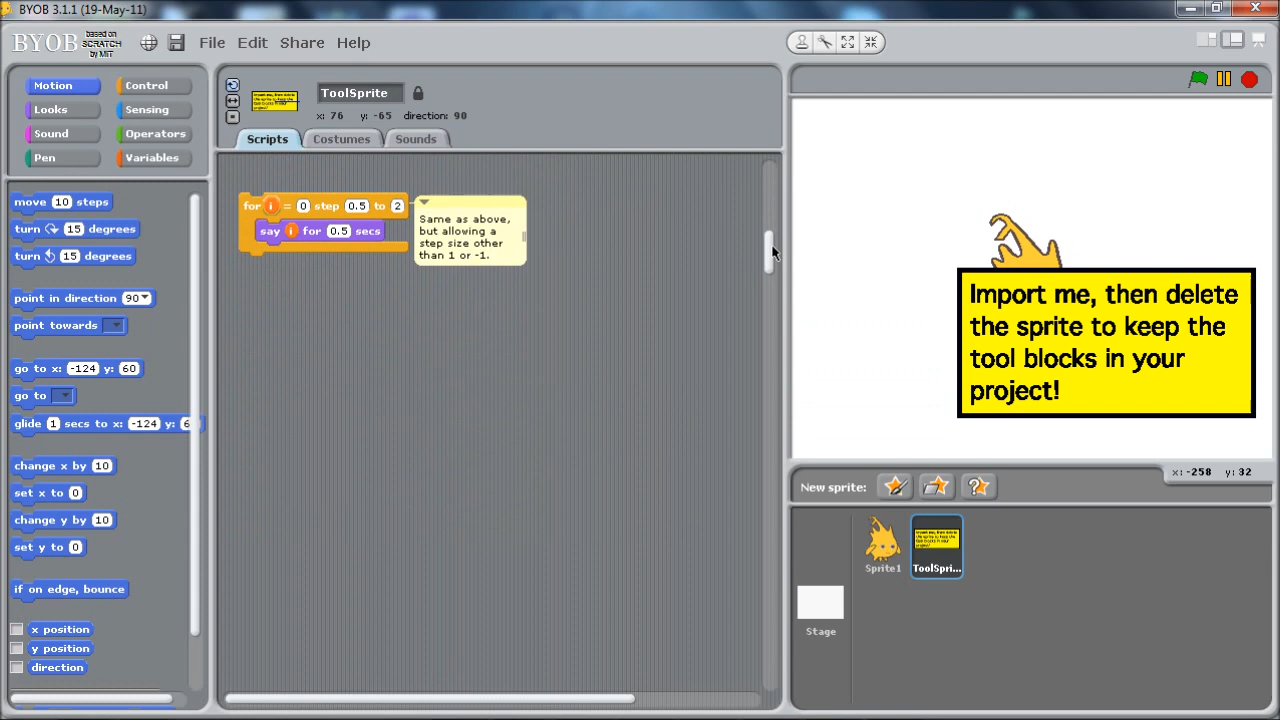 BYOB 3.1.1 (19-May-11)
BYOB
based on
SCRATCH
by MIT
File Edit Share Help
Motion Control
Looks Sensing
Sound Operators
Pen Variables
move 10 steps
turn 15 degrees
turn 15 degrees
point in direction 90
point towards
go to x: -124 y: 60
go to
glide 1 secs to x: -124 y: 6
change x by 10
set x to 0
change y by 10
set y to 0
if on edge, bounce
x position
y position
direction
ToolSprite
x: 76 y: -65 direction: 90
Scripts Costumes Sounds
for i = 0 step 0.5 to 2
say i for 0.5 secs
Same as above,
but allowing a
step size other
than 1 or -1.
Import me, then delete
the sprite to keep the
tool blocks in your
project!
x: -258 y: 32
New sprite:
Sprite1
ToolSpri...
Stage